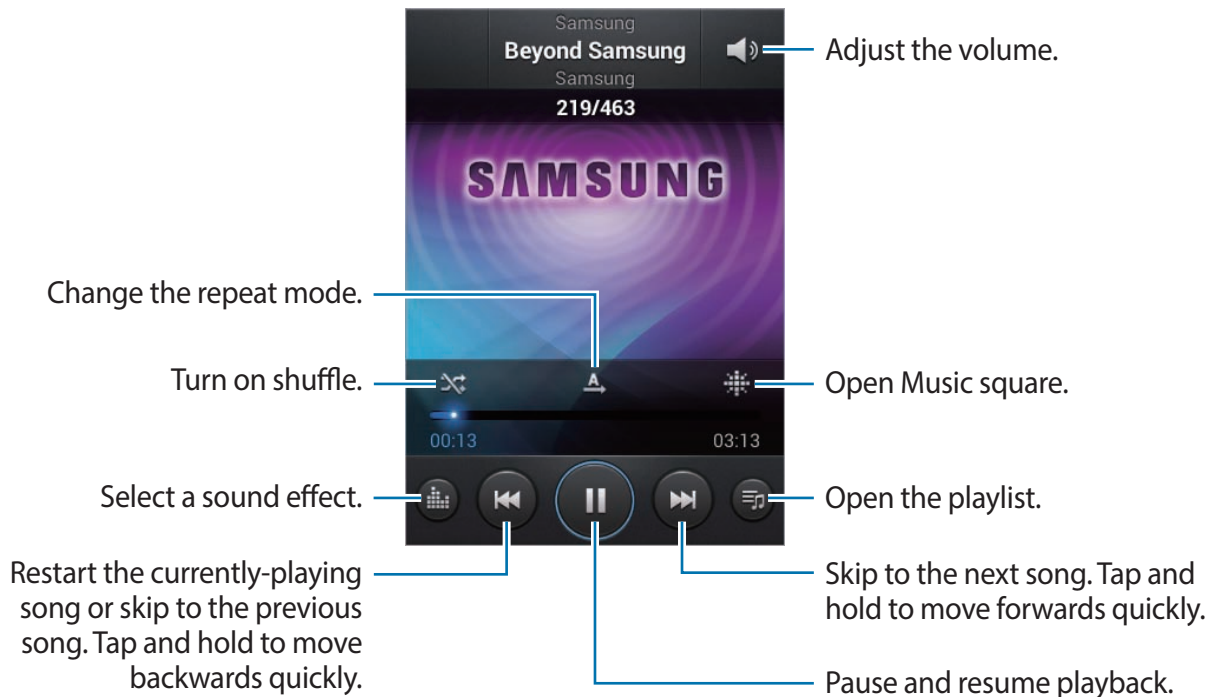 Samsung
Beyond Samsung
Samsung
219/463
Adjust the volume.
SAMSUNG
Change the repeat mode.
Turn on shuffle.
A
Open Music square.
00:13
03:13
Select a sound effect.
Open the playlist.
Restart the currently-playing
song or skip to the previous
song. Tap and hold to move
backwards quickly.
Skip to the next song. Tap and
hold to move forwards quickly.
Pause and resume playback.